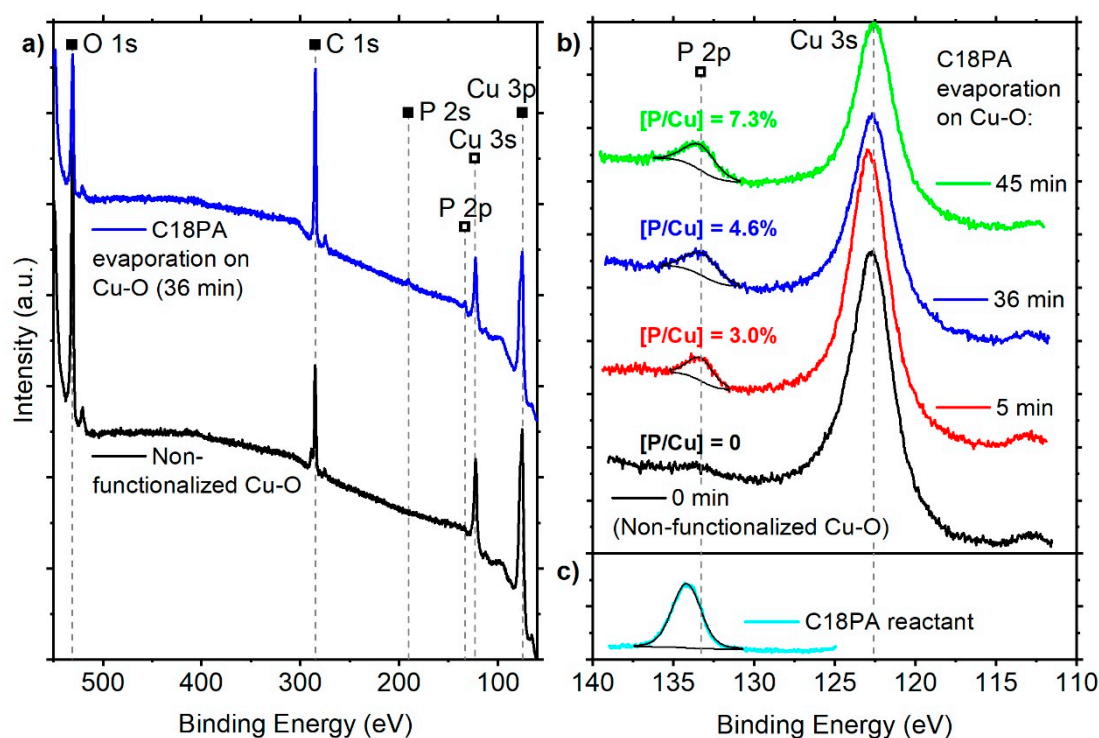 a)
■ O 1s
■ C 1s
■ P 2s
Cu 3p
Cu 3s
P 2p
C18PA
evaporation on
Cu-O (36 min)
Non-
functionalized Cu-O
Intensity (a.u.)
500 400 300 200 100
Binding Energy (eV)
b)
P 2p
Cu 3s
C18PA
evaporation
on Cu-O:
[P/Cu] = 7.3%
45 min
[P/Cu] = 4.6%
36 min
[P/Cu] = 3.0%
5 min
[P/Cu] = 0
0 min
(Non-functionalized Cu-O)
c)
C18PA reactant
140 135 130 125 120 115 110
Binding Energy (eV)